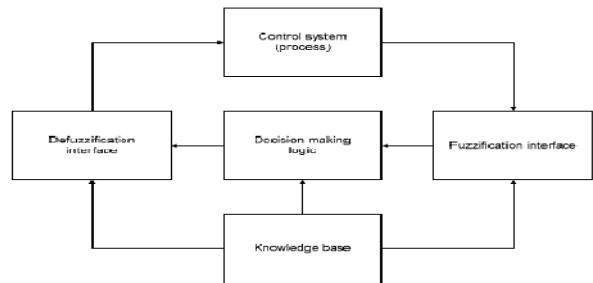 Control system
(process)
Defuzzification
interface
Decision making
logic
Fuzzification interface
Knowledge base